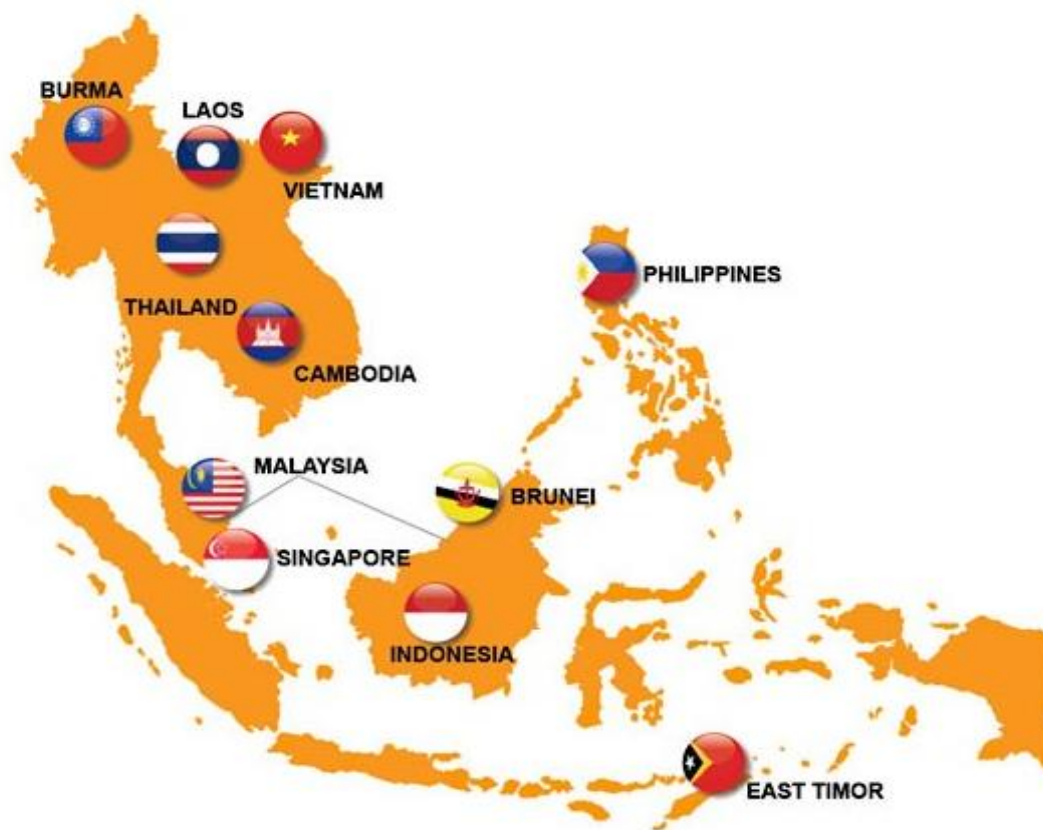 BURMA
LAOS
VIETNAM
PHILIPPINES
THAILAND
CAMBODIA
MALAYSIA
BRUNEI
SINGAPORE
INDONESIA
EAST TIMOR